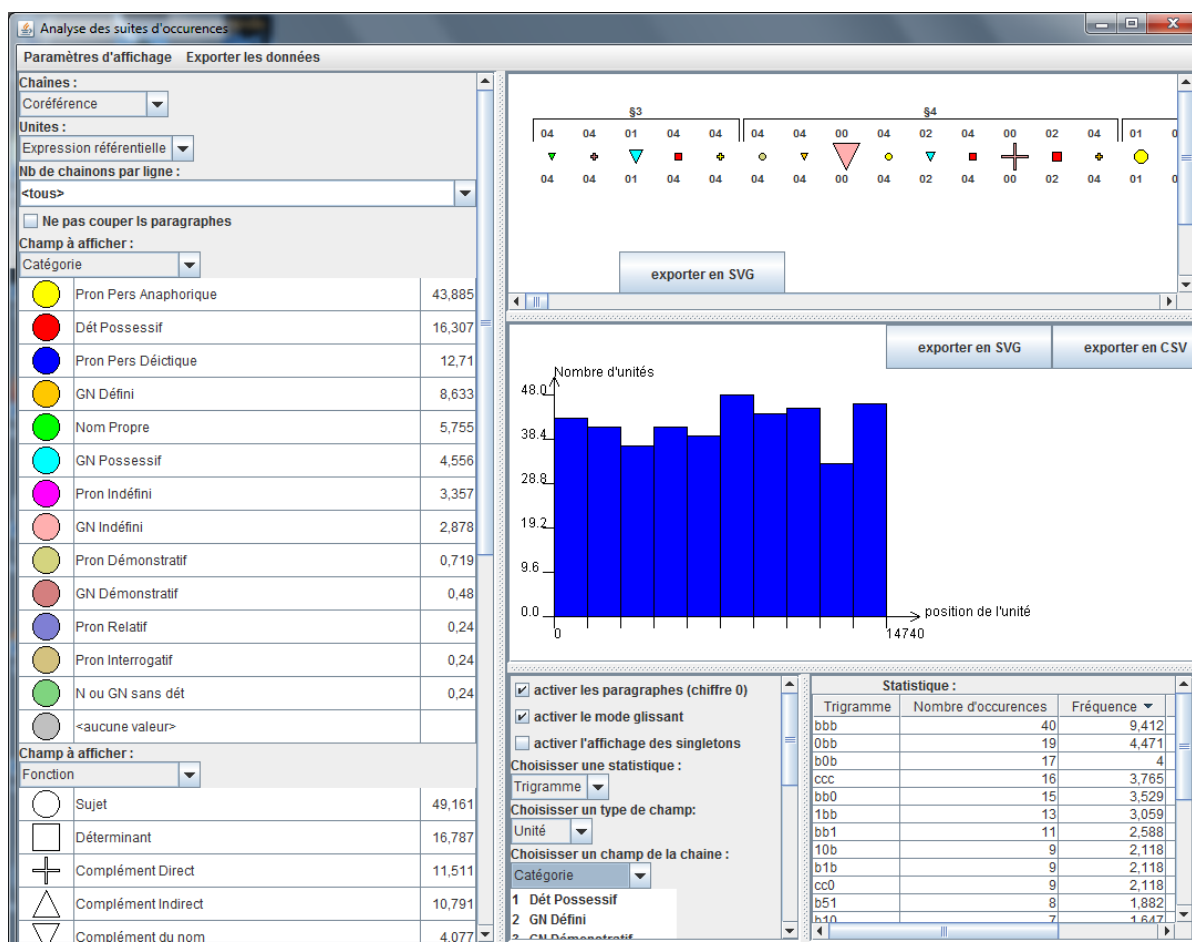 Analyse des suites d'occurences
Paramètres d'affichage Exporter les données
Chaînes :
Coréférence
Unites :
Expression référentielle
Nb de chainons par ligne :
<tous>
Ne pas couper ls paragraphes
Champ à afficher :
Catégorie
Pron Pers Anaphorique 43,885
Dét Possessif 16,307
Pron Pers Déictique 12,71
GN Défini 8,633
Nom Propre 5,755
GN Possessif 4,556
Pron Indéfini 3,357
GN Indéfini 2,878
Pron Démonstratif 0,719
GN Démonstratif 0,48
Pron Relatif 0,24
Pron Interrogatif 0,24
N ou GN sans dét 0,24
<aucune valeur>
Champ à afficher :
Fonction
Sujet 49,161
Déterminant 16,787
Complément Direct 11,511
Complément Indirect 10,791
Complément du nom 4,077
§3 §4
04 04 01 04 04 04 04 00 04 02 04 00 02 04 01
04 04 01 04 04 04 04 00 04 02 04 00 02 04 01
exporter en SVG
exporter en SVG exporter en CSV
Nombre d'unités
48.0
38.4
28.8
19.2
9.6
0.0
position de l'unité
0 14740
activer les paragraphes (chiffre 0)
activer le mode glissant
activer l'affichage des singletons
Choisisser une statistique :
Trigramme
Choisisser un type de champ:
Unité
Choisisser un champ de la chaine :
Catégorie
1 Dét Possessif
2 GN Défini
3 GN Démonstratif
Statistique :
Trigramme Nombre d'occurences Fréquence
bbb 40 9,412
0bb 19 4,471
b0b 17 4
ccc 16 3,765
bb0 15 3,529
1bb 13 3,059
bb1 11 2,588
10b 9 2,118
b1b 9 2,118
cc0 9 2,118
b51 8 1,882
b10 7 1,647